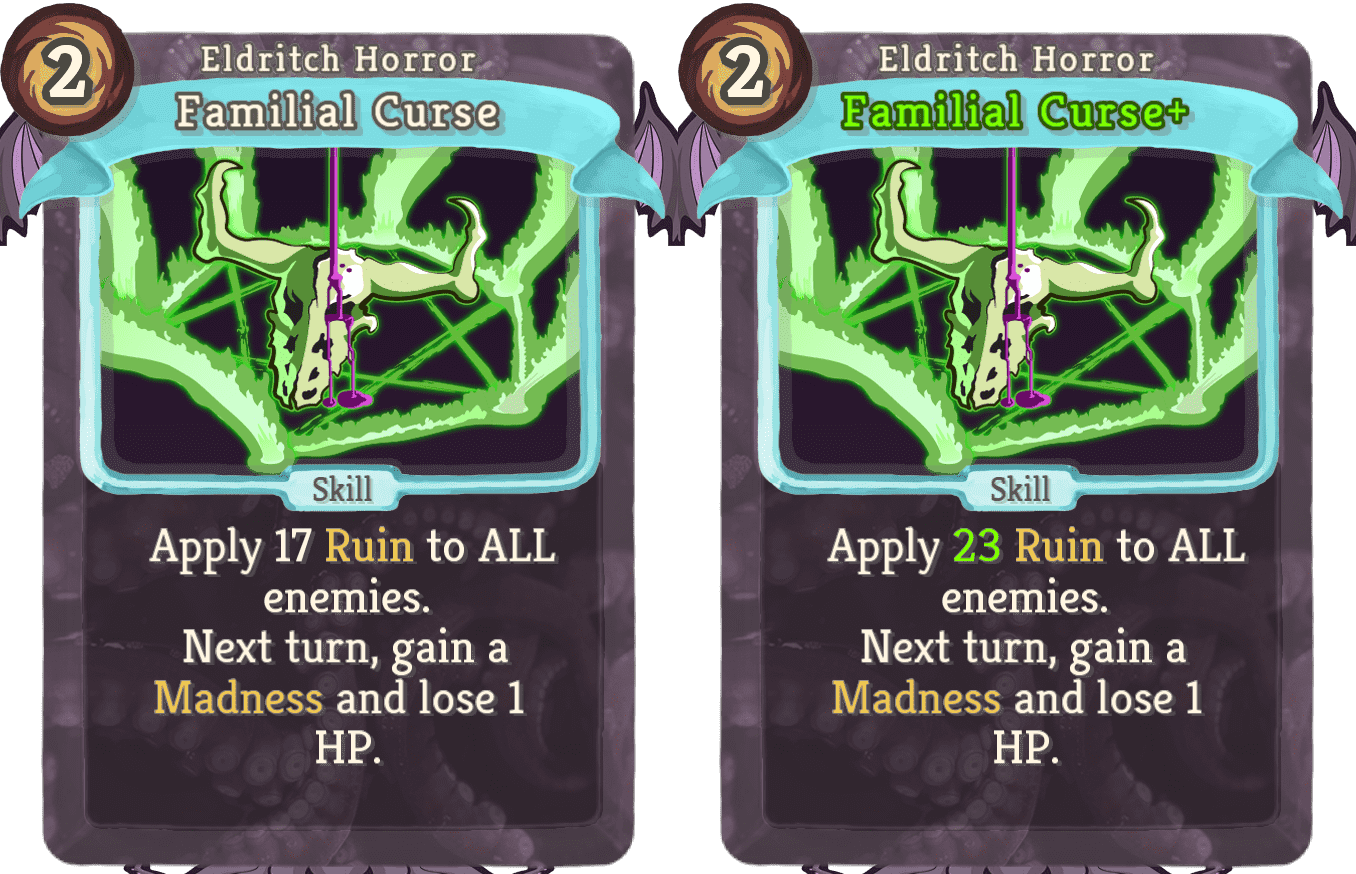 2
Eldritch Horror
Familial Curse
Skill
Apply 17 Ruin to ALL
enemies.
Next turn, gain a
Madness and lose 1
HP.
2
Eldritch Horror
Familial Curse+
Skill
Apply 23 Ruin to ALL
enemies.
Next turn, gain a
Madness and lose 1
HP.